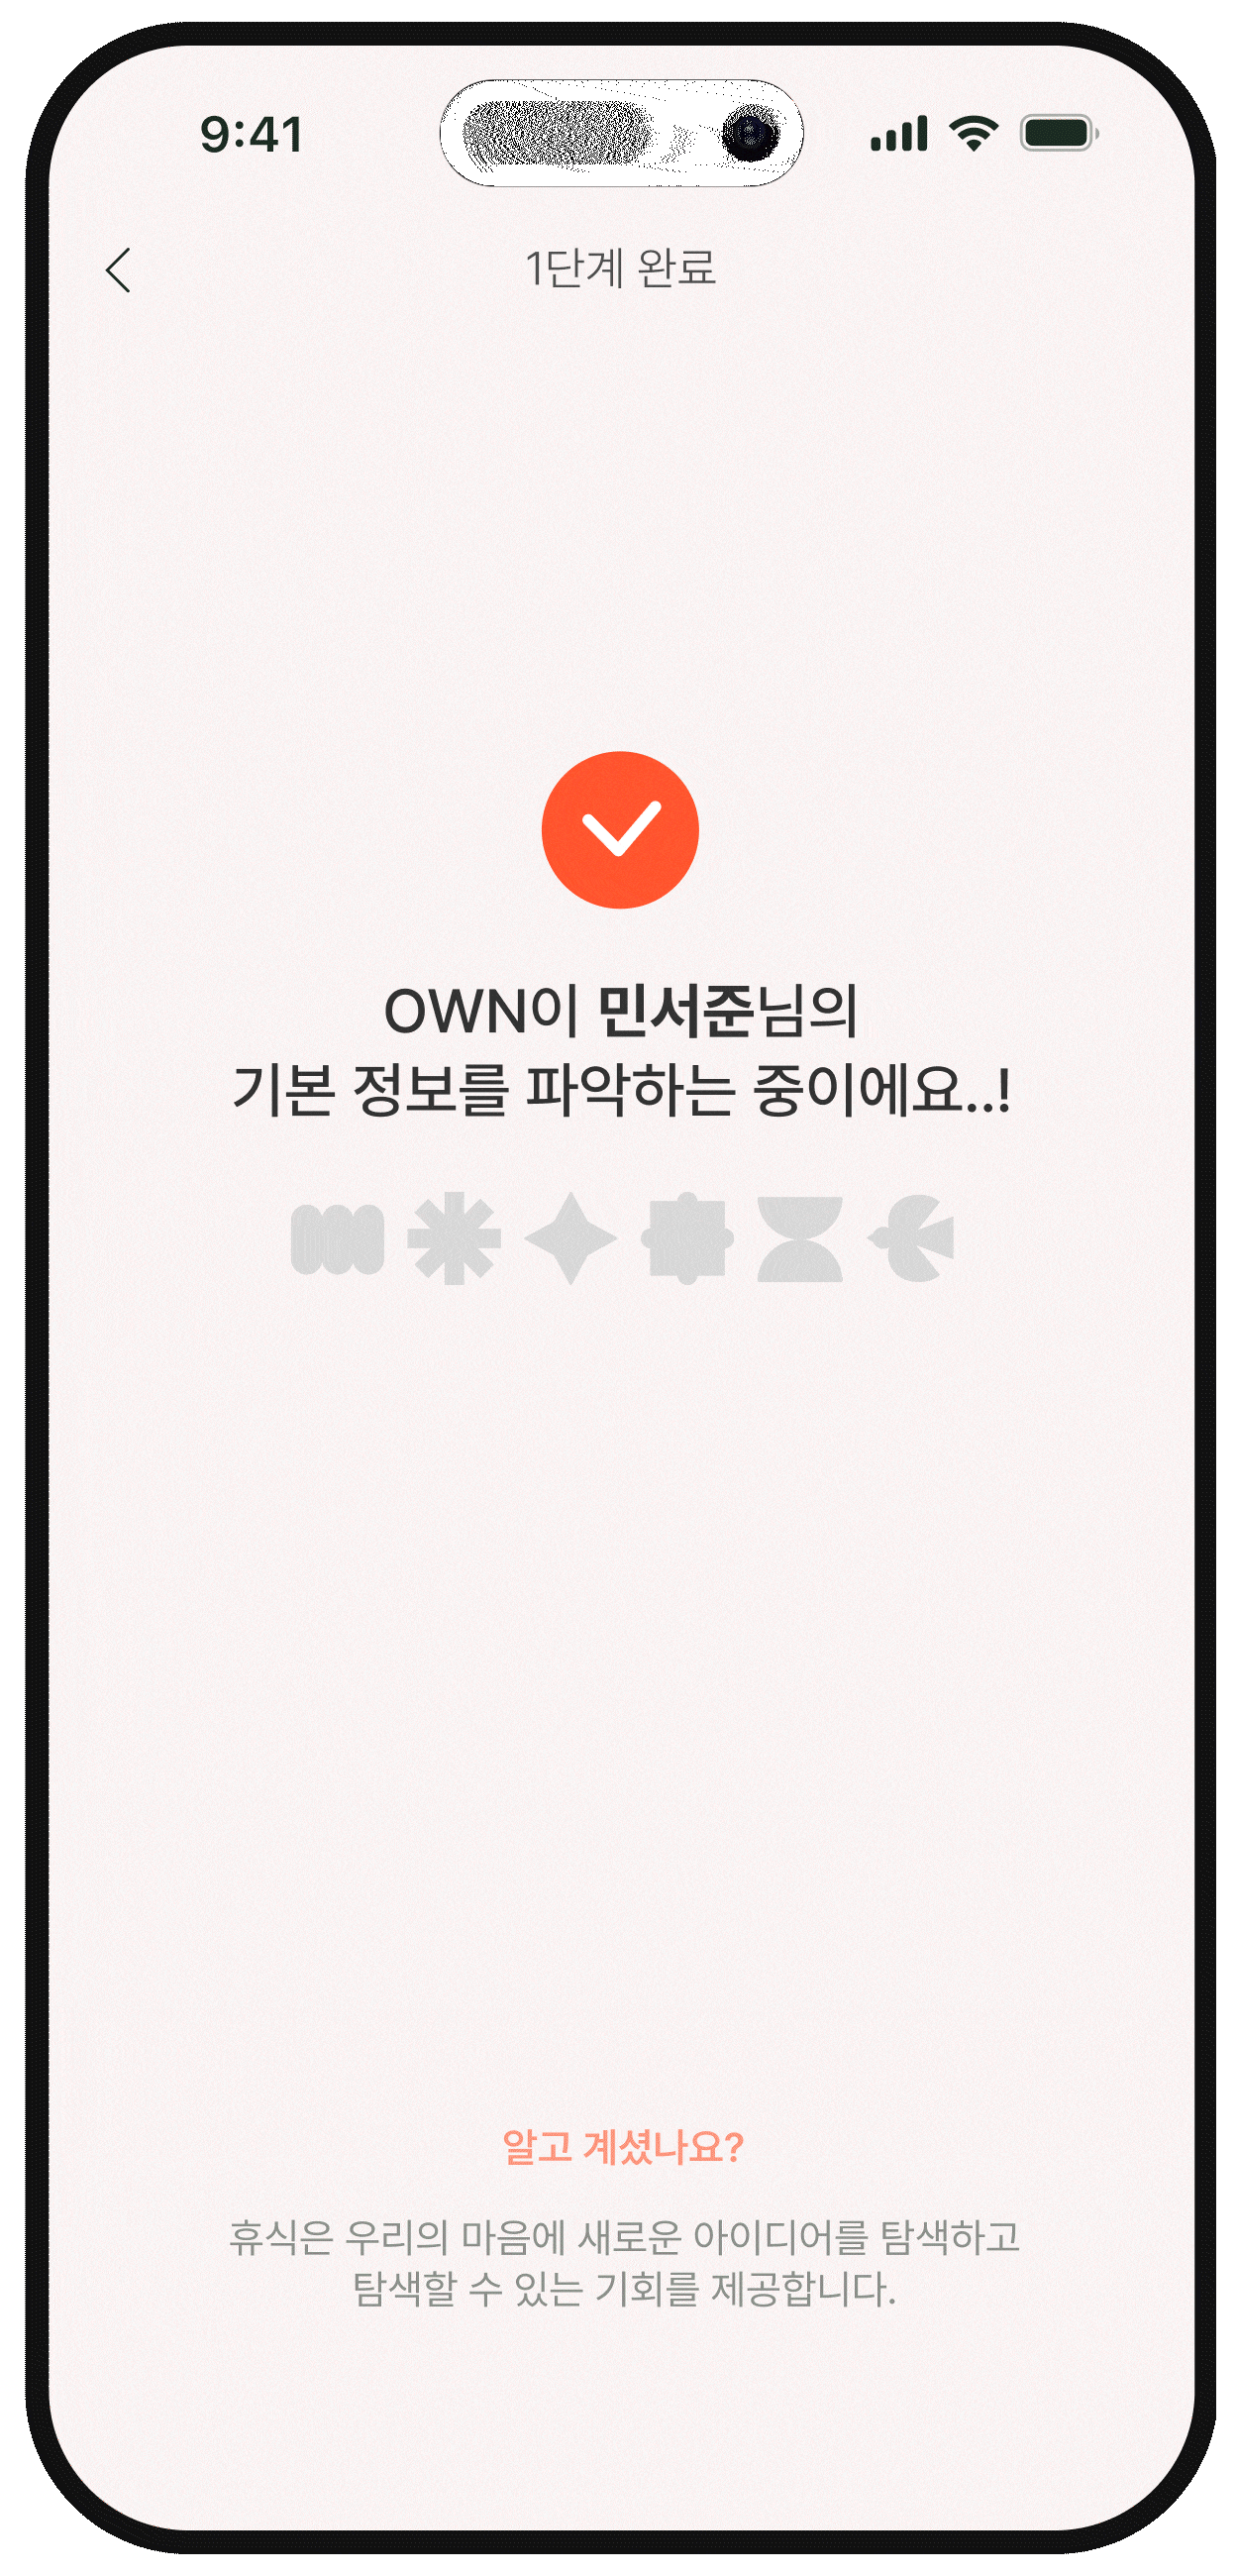 9:41
1단계 완료
OWN이 민서준님의
기본 정보를 파악하는 중이에요..!
알고 계셨나요?
휴식은 우리의 마음에 새로운 아이디어를 탐색하고
탐색할 수 있는 기회를 제공합니다.